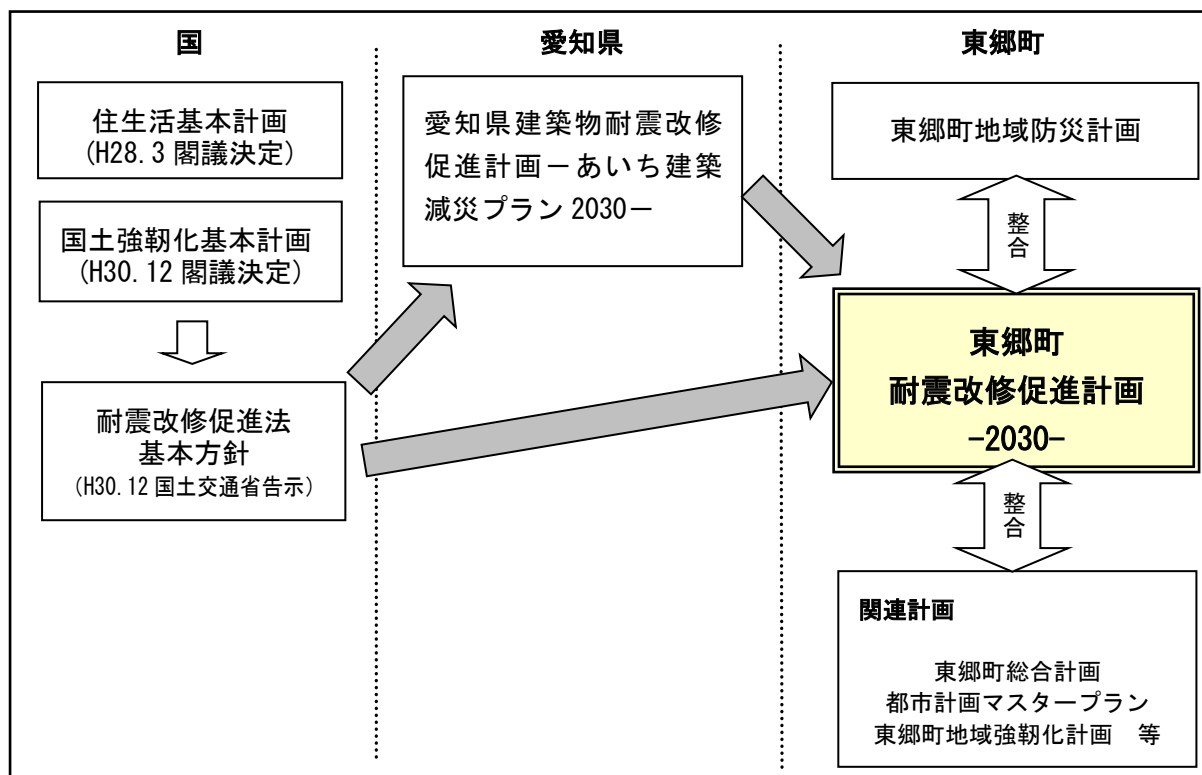 国
住生活基本計画
(H28.3 閣議決定)
国土強靭化基本計画
(H30.12 閣議決定)
耐震改修促進法
基本方針
(H30.12 国土交通省告示)
愛知県
愛知県建築物耐震改修
促進計画－あいち建築
減災プラン 2030－
東郷町
東郷町地域防災計画
整合
東郷町
耐震改修促進計画
-2030-
整合
関連計画
東郷町総合計画
都市計画マスタープラン
東郷町地域強靭化計画　等